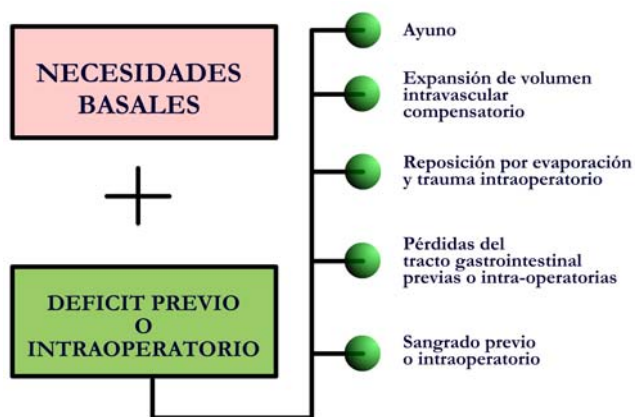 NECESIDADES
BASALES
DEFICIT PREVIO
O
INTRAOPERATORIO
Ayuno
Expansión de volumen
intravascular
compensatorio
Reposición por evaporación
y trauma intraoperatorio
Pérdidas del
tracto gastrointestinal
previas o intra-operatorias
Sangrado previo
o intraoperatorio